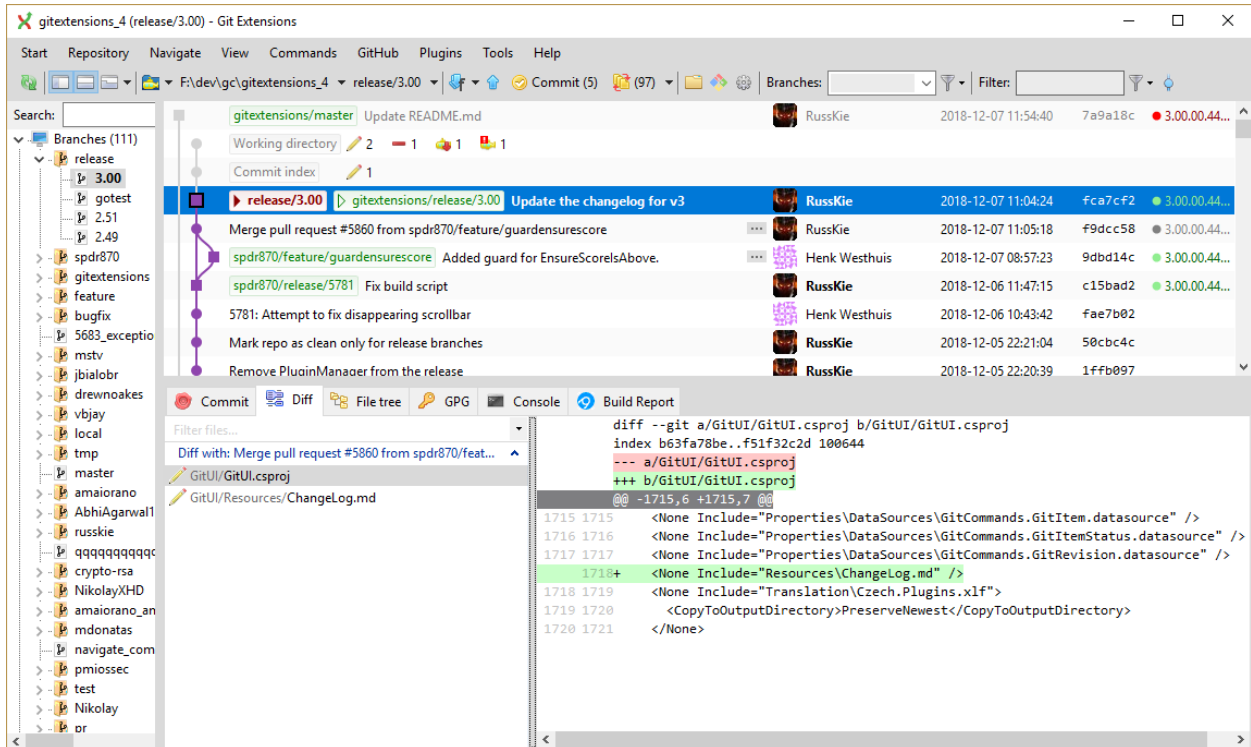 gitextensions_4 (release/3.00) - Git Extensions
Start Repository Navigate View Commands GitHub Plugins Tools Help
F:\dev\gc\gitextensions_4 release/3.00 Commit (5) (97) Branches: Filter:
Search:
Branches (111)
release
3.00
gotest
2.51
2.49
spdr870
gitextensions
feature
bugfix
5683_exceptio
mstv
jbialobr
drewnoakes
vbjay
local
tmp
master
amaiorano
AbhiAgarwal1
russkie
qqqqqqqqqqq
crypto-rsa
NikolayXHD
amaiorano_an
mdonatas
navigate_com
pmiossec
test
Nikolay
pr
gitextensions/master Update README.md RussKie 2018-12-07 11:54:40 7a9a18c 3.00.00.44...
Working directory 2 1 1 1
Commit index 1
release/3.00 gitextensions/release/3.00 Update the changelog for v3 RussKie 2018-12-07 11:04:24 fca7cf2 3.00.00.44...
Merge pull request #5860 from spdr870/feature/guardensurescore ... RussKie 2018-12-07 11:05:18 f9dcc58 3.00.00.44...
spdr870/feature/guardensurescore Added guard for EnsureScoreIsAbove. ... Henk Westhuis 2018-12-07 08:57:23 9dbd14c 3.00.00.44...
spdr870/release/5781 Fix build script RussKie 2018-12-06 11:47:15 c15bad2 3.00.00.44...
5781: Attempt to fix disappearing scrollbar Henk Westhuis 2018-12-06 10:43:42 fae7b02
Mark repo as clean only for release branches RussKie 2018-12-05 22:21:04 50cbc4c
Remove PluginManager from the release RussKie 2018-12-05 22:20:39 1ffb097
Commit Diff File tree GPG Console Build Report
Filter files...
Diff with: Merge pull request #5860 from spdr870/feat...
GitUI/GitUI.csproj
GitUI/Resources/ChangeLog.md
diff --git a/GitUI/GitUI.csproj b/GitUI/GitUI.csproj
index b63fa78be..f51f32c2d 100644
--- a/GitUI/GitUI.csproj
+++ b/GitUI/GitUI.csproj
@@ -1715,6 +1715,7 @@
1715 1715 <None Include="Properties\DataSources\GitCommands.GitItem.datasource" />
1716 1716 <None Include="Properties\DataSources\GitCommands.GitItemStatus.datasource" />
1717 1717 <None Include="Properties\DataSources\GitCommands.GitRevision.datasource" />
1718+ <None Include="Resources\ChangeLog.md" />
1718 1719 <None Include="Translation\Czech.Plugins.xlf">
1719 1720 <CopyToOutputDirectory>PreserveNewest</CopyToOutputDirectory>
1720 1721 </None>